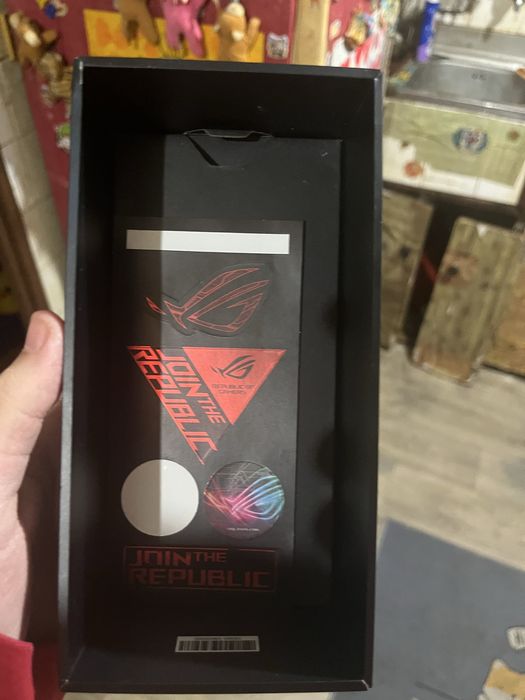 JOIN THE
REPUBLIC
REPUBLIC OF
GAMERS
JOIN THE
REPUBLIC